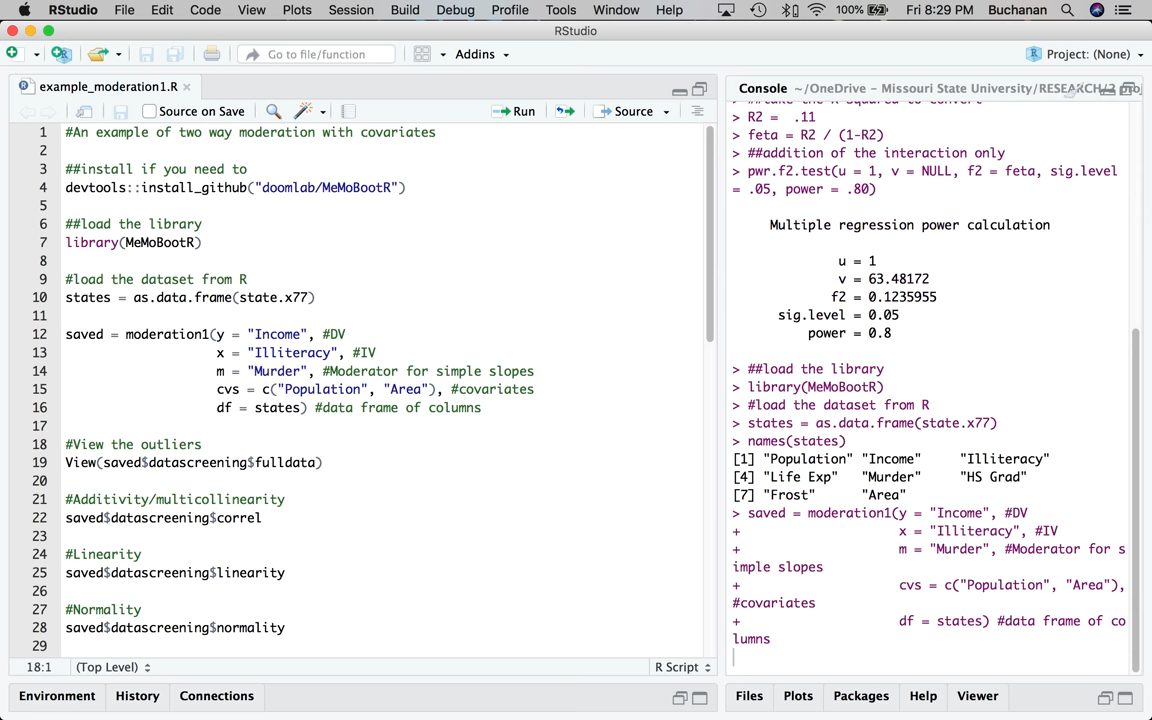 RStudio File Edit Code View Plots Session Build Debug Profile Tools Window Help 100% Fri 8:29 PM Buchanan
RStudio
Go to file/function Addins Project: (None)
example_moderation1.R
Source on Save Run Source
1 #An example of two way moderation with covariates
2
3 ##install if you need to
4 devtools::install_github("doomlab/MeMoBootR")
5
6 ##load the library
7 library(MeMoBootR)
8
9 #load the dataset from R
10 states = as.data.frame(state.x77)
11
12 saved = moderation1(y = "Income", #DV
13 x = "Illiteracy", #IV
14 m = "Murder", #Moderator for simple slopes
15 cvs = c("Population", "Area"), #covariates
16 df = states) #data frame of columns
17
18 #View the outliers
19 View(saved$datascreening$fulldata)
20
21 #Additivity/multicollinearity
22 saved$datascreening$correl
23
24 #Linearity
25 saved$datascreening$linearity
26
27 #Normality
28 saved$datascreening$normality
29
18:1 (Top Level) R Script
Environment History Connections
Console ~/OneDrive - Missouri State University/RESEARCH/2 proj
> ##take the R squared to convert
> R2 =  .11
> feta = R2 / (1-R2)
> ##addition of the interaction only
> pwr.f2.test(u = 1, v = NULL, f2 = feta, sig.level
= .05, power = .80)
Multiple regression power calculation
u = 1
v = 63.48172
f2 = 0.1235955
sig.level = 0.05
power = 0.8
> ##load the library
> library(MeMoBootR)
> #load the dataset from R
> states = as.data.frame(state.x77)
> names(states)
[1] "Population" "Income" "Illiteracy"
[4] "Life Exp" "Murder" "HS Grad"
[7] "Frost" "Area"
> saved = moderation1(y = "Income", #DV
+ x = "Illiteracy", #IV
+ m = "Murder", #Moderator for s
imple slopes
+ cvs = c("Population", "Area"),
#covariates
+ df = states) #data frame of co
lumns
Files Plots Packages Help Viewer